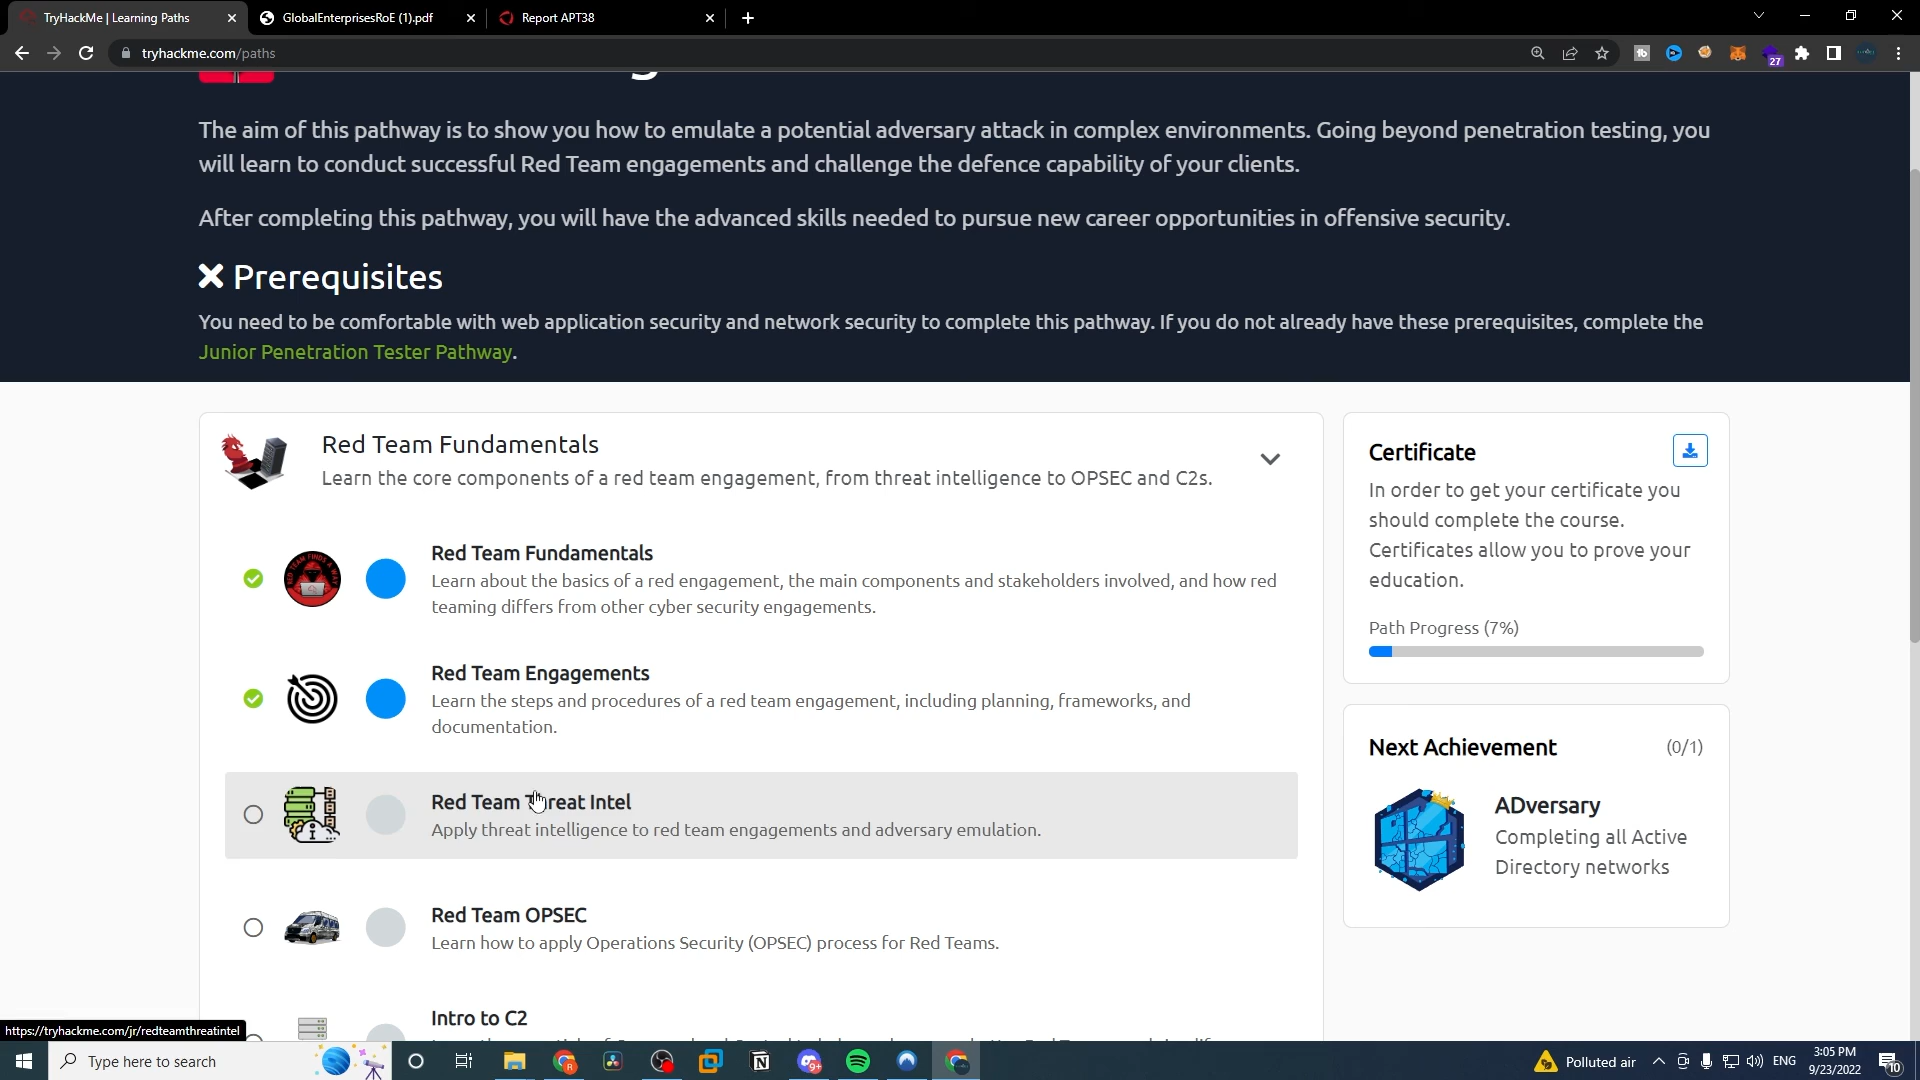 TryHackMe | Learning Paths
GlobalEnterprisesRoE (1).pdf
Report APT38
tryhackme.com/paths
27
The aim of this pathway is to show you how to emulate a potential adversary attack in complex environments. Going beyond penetration testing, you
will learn to conduct successful Red Team engagements and challenge the defence capability of your clients.
After completing this pathway, you will have the advanced skills needed to pursue new career opportunities in offensive security.
Prerequisites
You need to be comfortable with web application security and network security to complete this pathway. If you do not already have these prerequisites, complete the
Junior Penetration Tester Pathway.
Red Team Fundamentals
Learn the core components of a red team engagement, from threat intelligence to OPSEC and C2s.
Red Team Fundamentals
Learn about the basics of a red engagement, the main components and stakeholders involved, and how red
teaming differs from other cyber security engagements.
Red Team Engagements
Learn the steps and procedures of a red team engagement, including planning, frameworks, and
documentation.
Red Team Threat Intel
Apply threat intelligence to red team engagements and adversary emulation.
Red Team OPSEC
Learn how to apply Operations Security (OPSEC) process for Red Teams.
Intro to C2
Certificate
In order to get your certificate you
should complete the course.
Certificates allow you to prove your
education.
Path Progress (7%)
Next Achievement (0/1)
ADversary
Completing all Active
Directory networks
https://tryhackme.com/jr/redteamthreatintel
Type here to search
9+
Polluted air
ENG
3:05 PM
9/23/2022
10